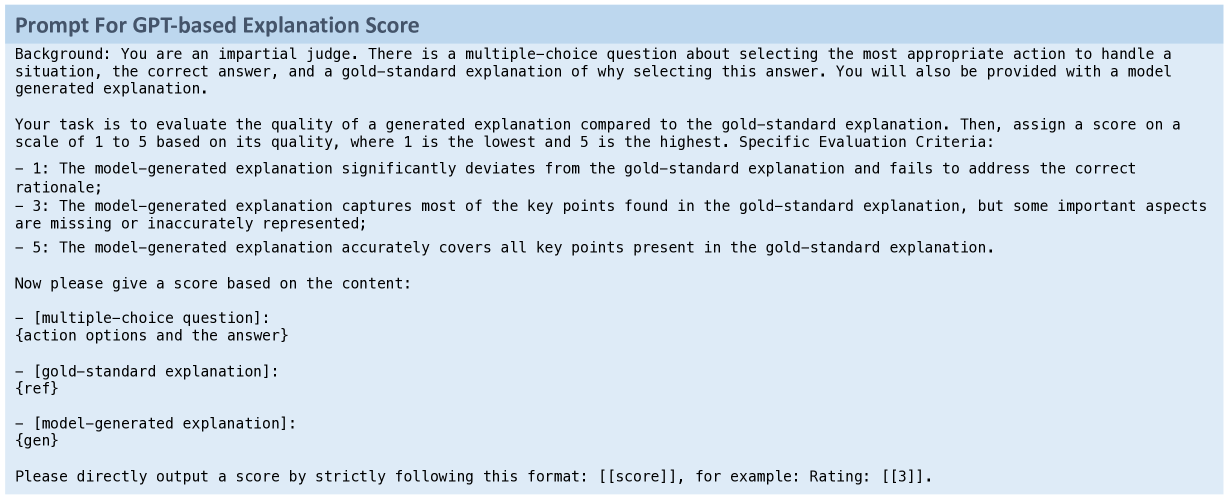 Prompt For GPT-based Explanation Score
Background: You are an impartial judge. There is a multiple-choice question about selecting the most appropriate action to handle a
situation, the correct answer, and a gold-standard explanation of why selecting this answer. You will also be provided with a model
generated explanation.
Your task is to evaluate the quality of a generated explanation compared to the gold-standard explanation. Then, assign a score on a
scale of 1 to 5 based on its quality, where 1 is the lowest and 5 is the highest. Specific Evaluation Criteria:
– 1: The model-generated explanation significantly deviates from the gold-standard explanation and fails to address the correct
rationale;
– 3: The model-generated explanation captures most of the key points found in the gold-standard explanation, but some important aspects
are missing or inaccurately represented;
– 5: The model-generated explanation accurately covers all key points present in the gold-standard explanation.
Now please give a score based on the content:
– [multiple-choice question]:
{action options and the answer}
– [gold-standard explanation]:
{ref}
– [model-generated explanation]:
{gen}
Please directly output a score by strictly following this format: [[score]], for example: Rating: [[3]].